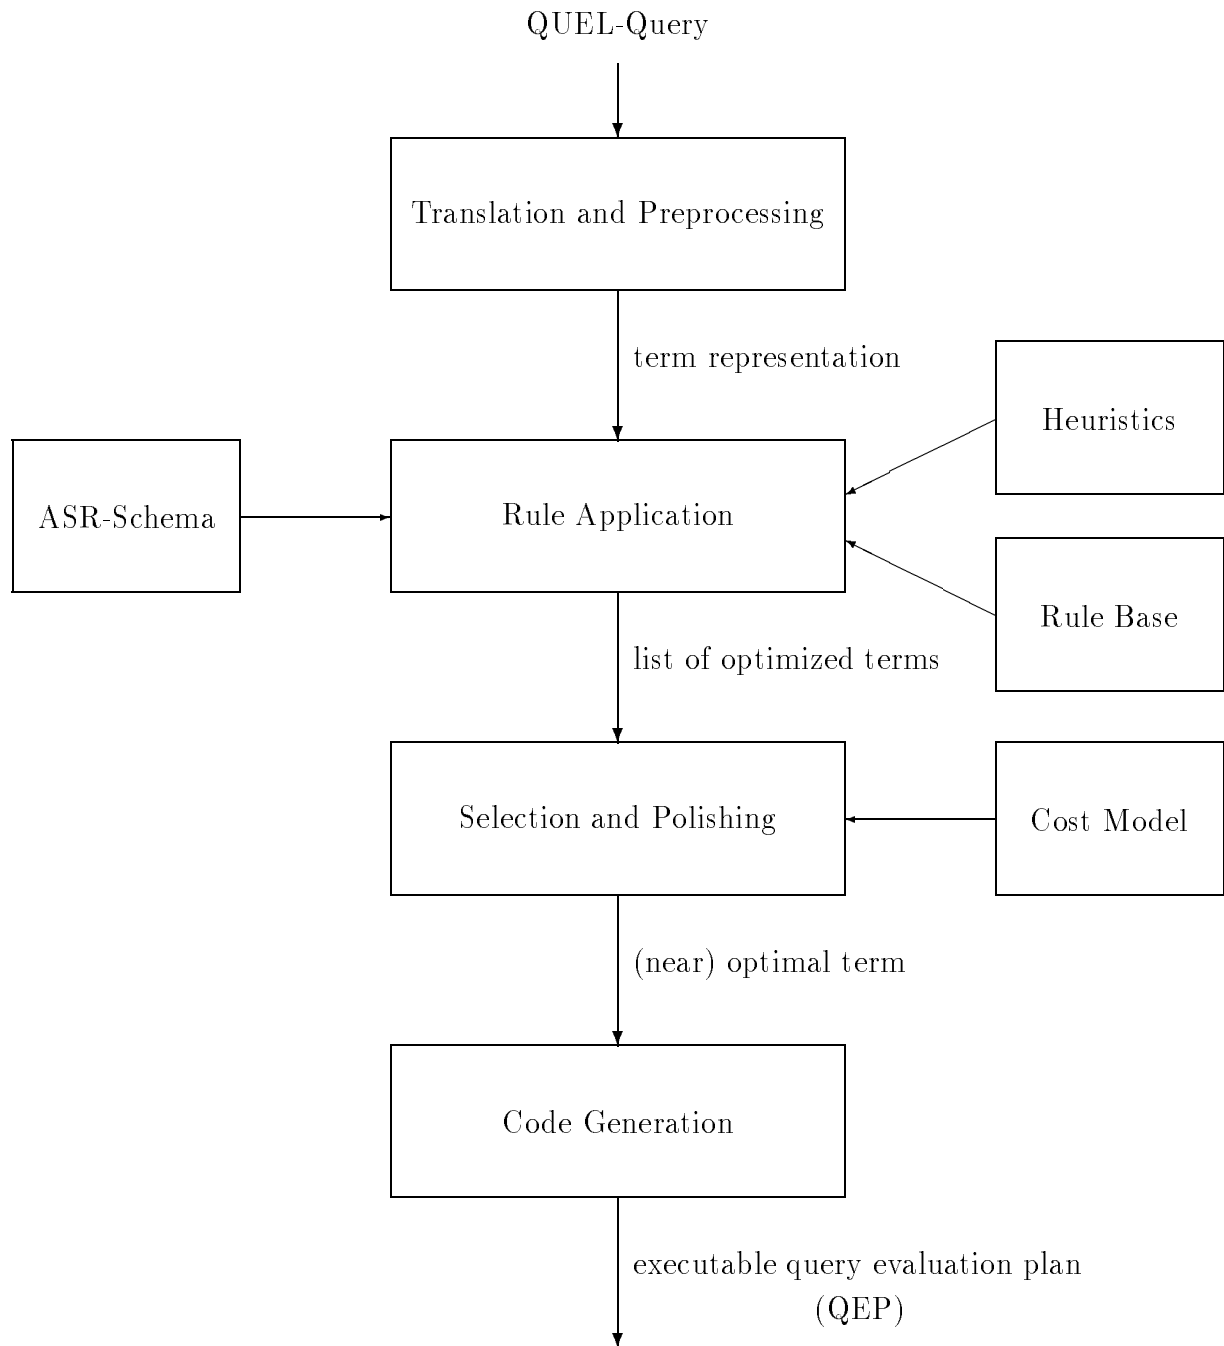 QUEL-Query
Translation and Preprocessing
term representation
Heuristics
ASR-Schema
Rule Application
Rule Base
list of optimized terms
Selection and Polishing
Cost Model
(near) optimal term
Code Generation
executable query evaluation plan
(QEP)